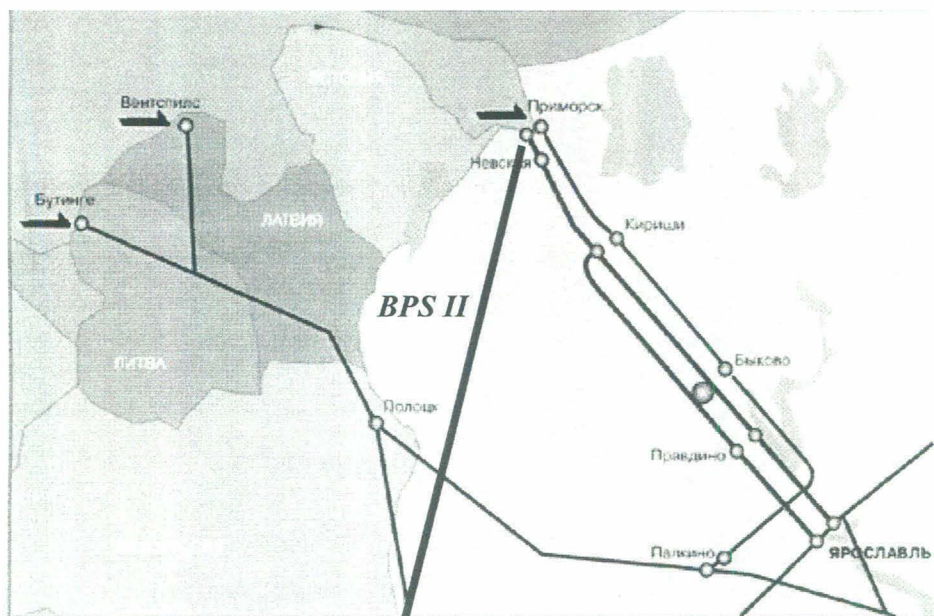 Вентспилс
Приморск
Невская
Бутинге
ЛАТВИЯ
Кириши
BPS II
Быково
ЛИТВА
Полоцк
Правдино
Палкино
ЯРОСЛАВЛЬ